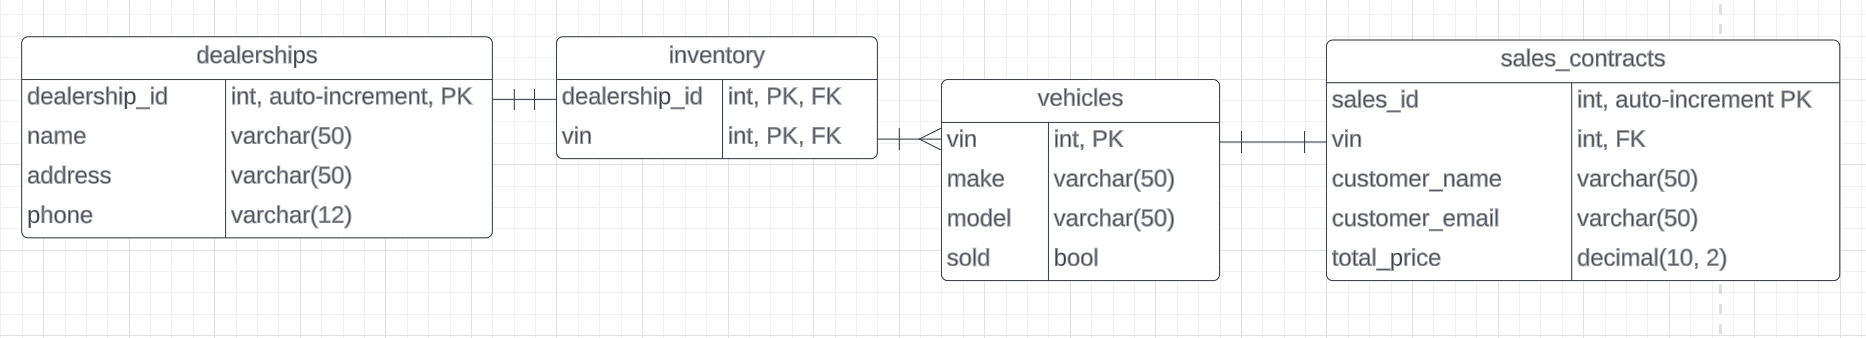 dealerships
dealership_id int, auto-increment, PK
name varchar(50)
address varchar(50)
phone varchar(12)
inventory
dealership_id int, PK, FK
vin int, PK, FK
vehicles
vin int, PK
make varchar(50)
model varchar(50)
sold bool
sales_contracts
sales_id int, auto-increment PK
vin int, FK
customer_name varchar(50)
customer_email varchar(50)
total_price decimal(10, 2)